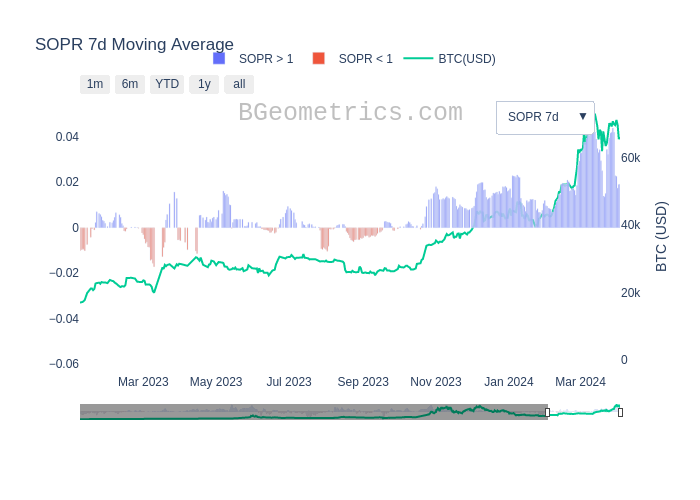 SOPR 7d Moving Average
SOPR > 1
SOPR < 1
BTC(USD)
1m
6m
YTD
1y
all
BGeometrics.com
SOPR 7d ▼
0.04
0.02
0
−0.02
−0.04
−0.06
60k
40k
20k
0
BTC (USD)
Mar 2023
May 2023
Jul 2023
Sep 2023
Nov 2023
Jan 2024
Mar 2024